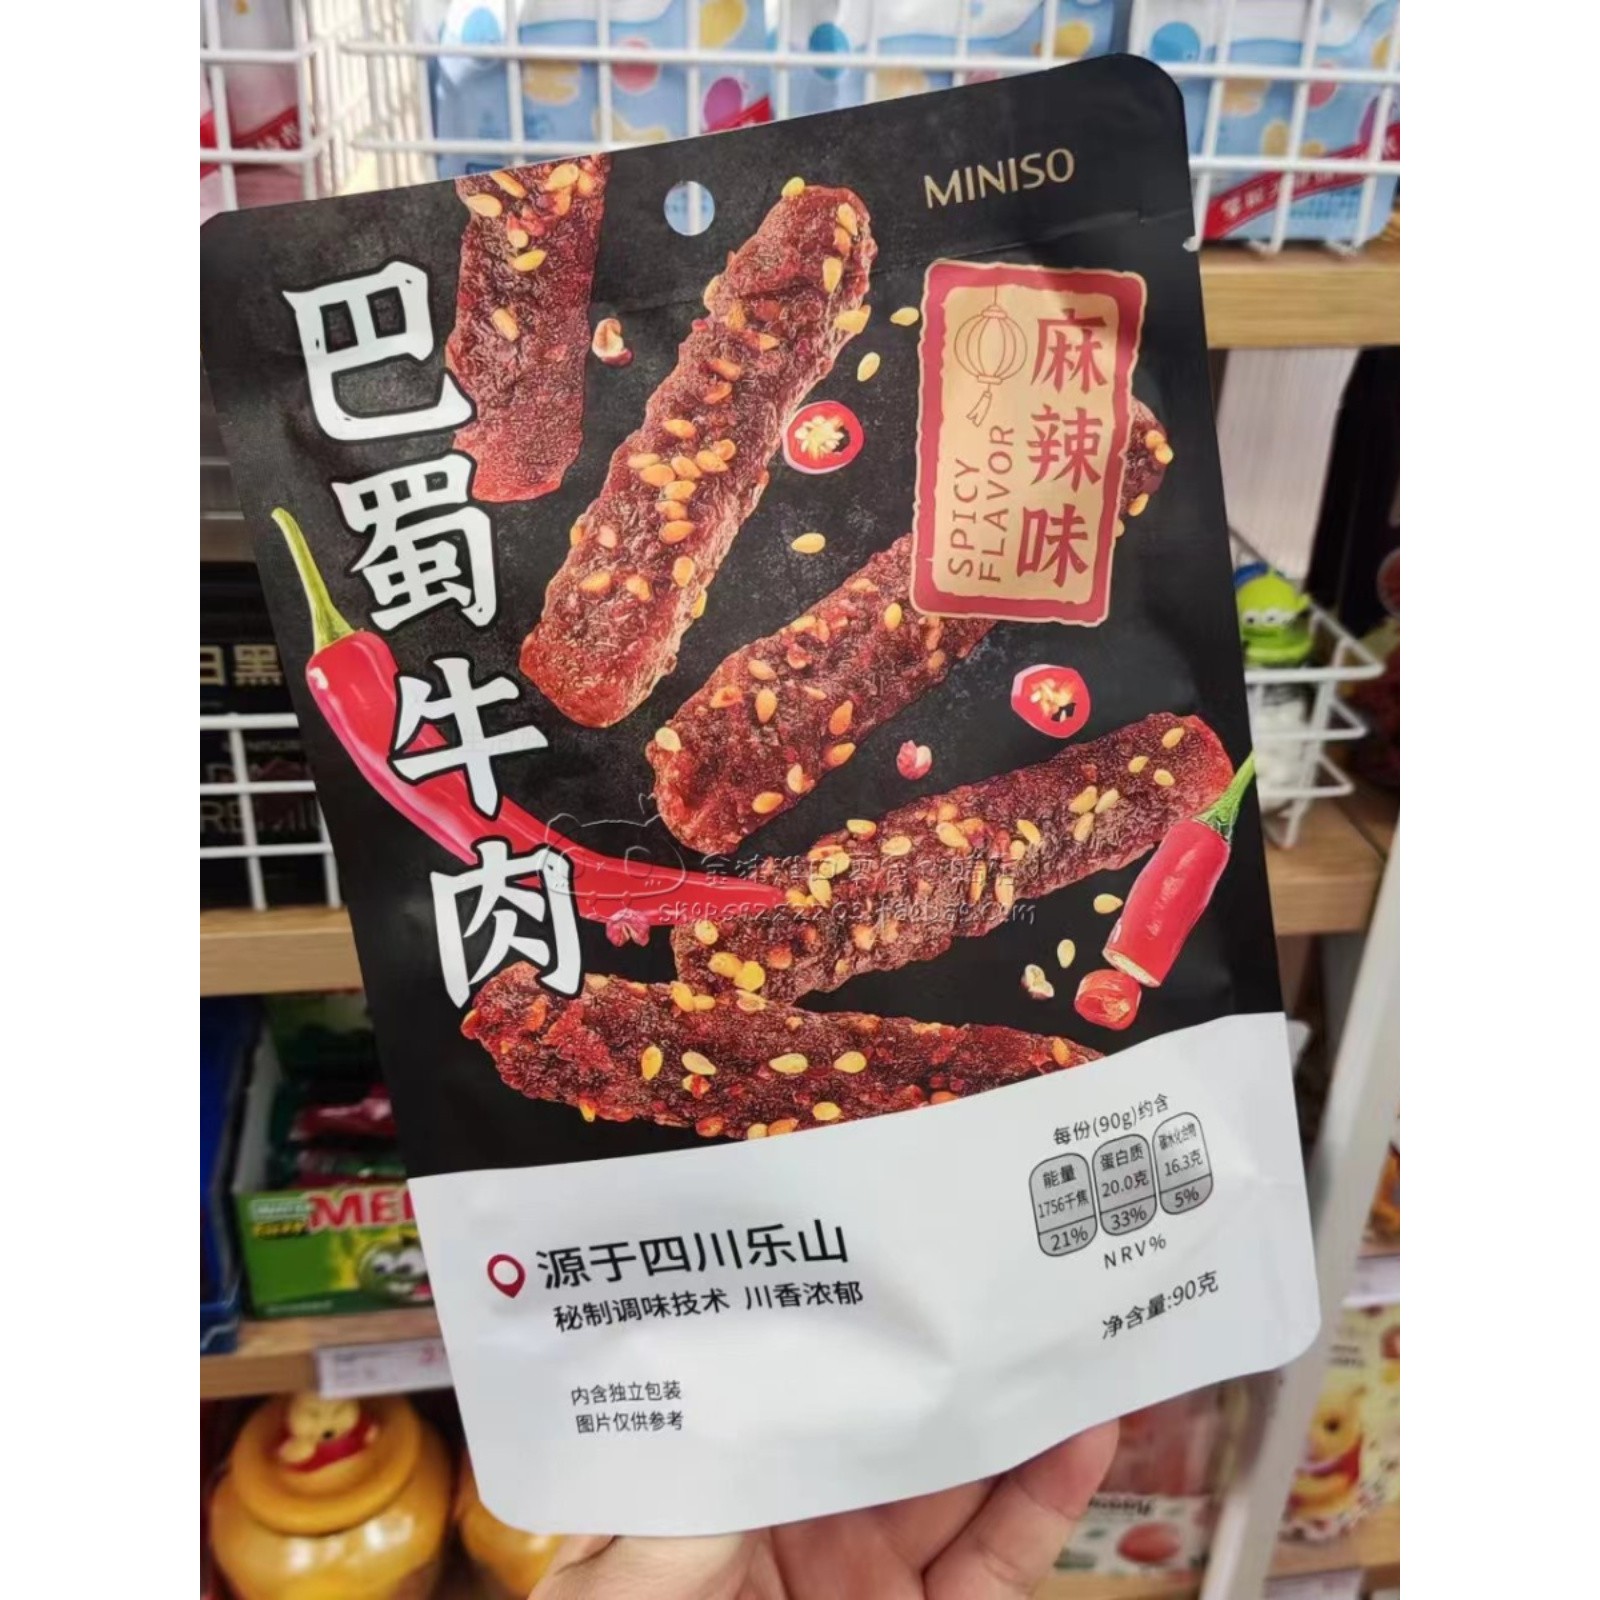 MINISO
巴蜀牛肉
麻辣味
SPICY
FLAVOR
每份(90g)约含
能量
1756千焦
21%
蛋白质
20.0克
33%
碳水化合物
16.3克
5%
NRV%
净含量:90克
源于四川乐山
秘制调味技术 川香浓郁
内含独立包装
图片仅供参考